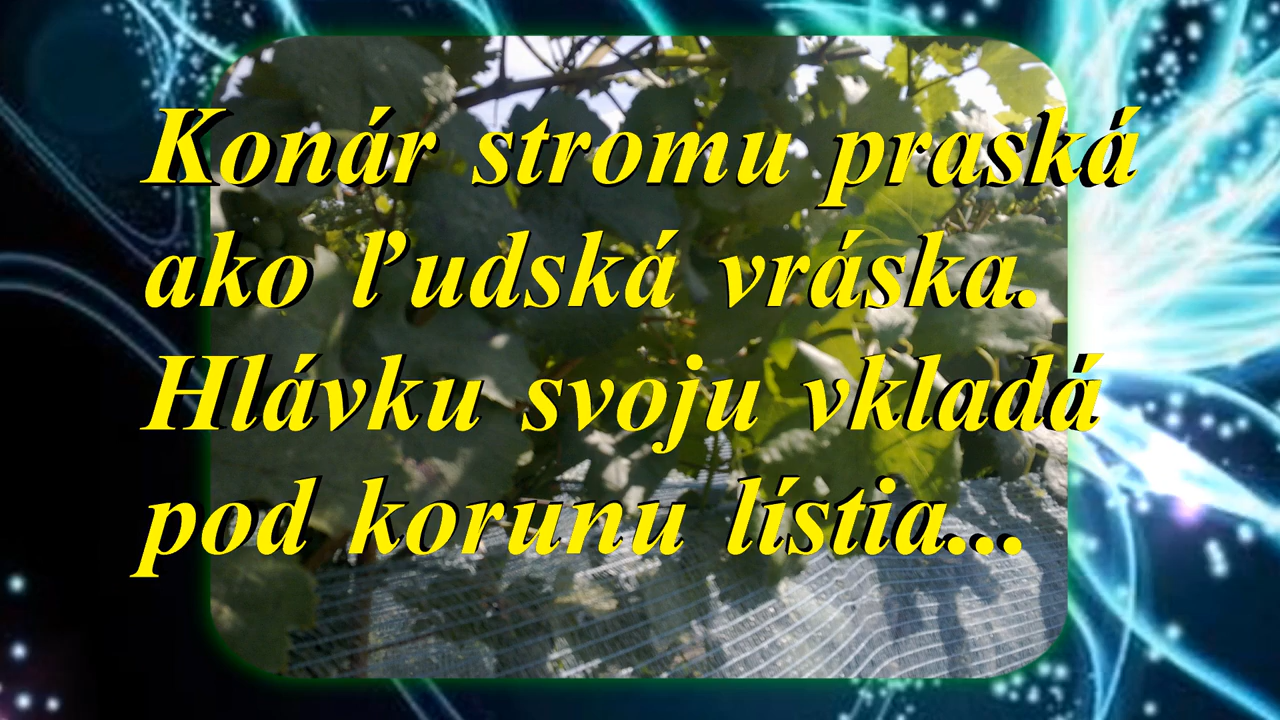 Konár stromu praská
ako ľudská vráska.
Hlávku svoju vkladá
pod korunu lístia...